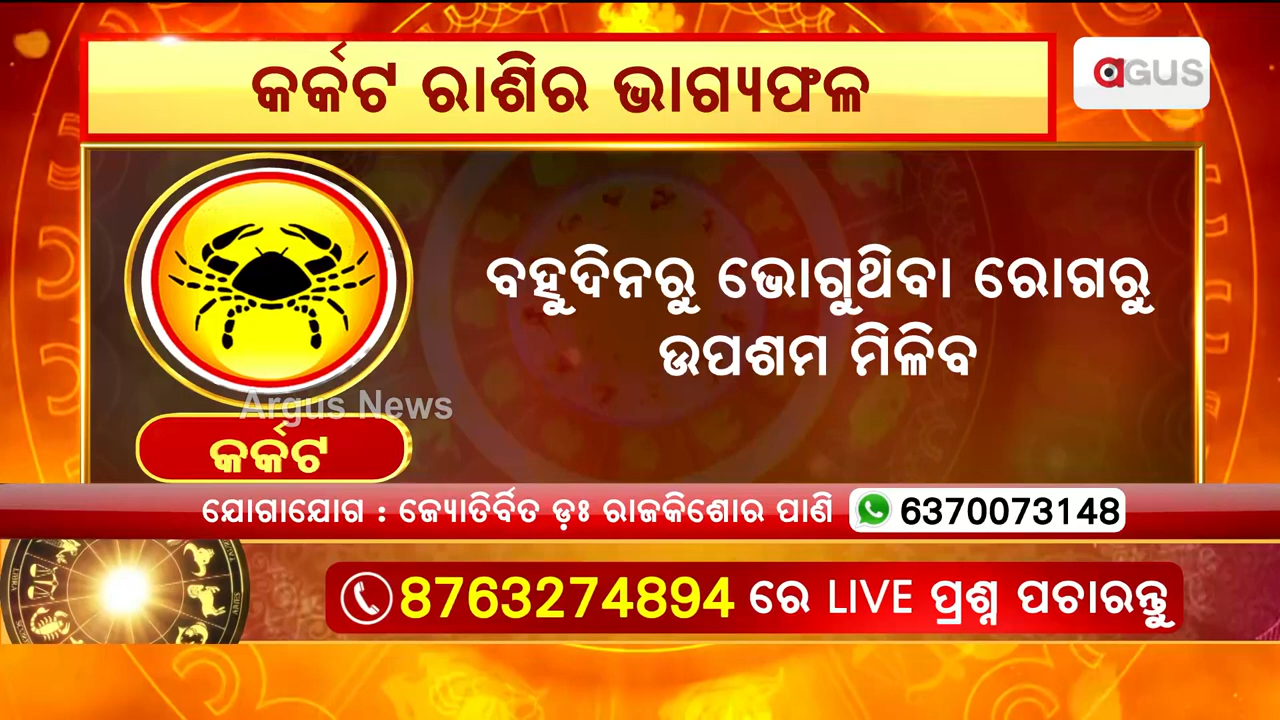 କର୍କଟ ରାଶିର ଭାଗ୍ୟଫଳ
aGUS
ବହୁଦିନରୁ ଭୋଗୁଥିବା ରୋଗରୁ
ଉପଶମ ମିଳିବ
Argus News
କର୍କଟ
ଯୋଗାଯୋଗ : ଜ୍ୟୋତିର୍ବିତ ଡ଼ଃ ରାଜକିଶୋର ପାଣି 6370073148
8763274894 ରେ LIVE ପ୍ରଶ୍ନ ପଚାରନ୍ତୁ